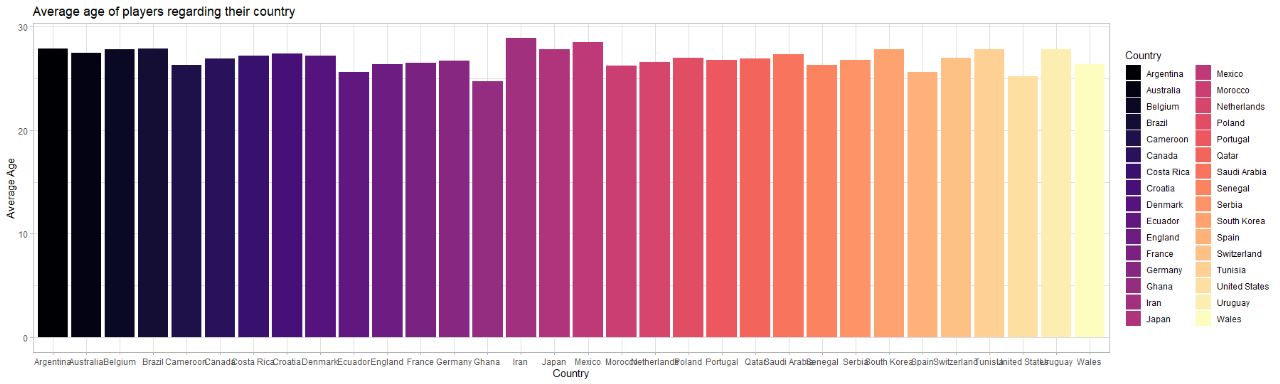 Average age of players regarding their country
30
20
10
0
Average Age
Argentina Australia Belgium Brazil Cameroon Canada Costa Rica Croatia Denmark Ecuador England France Germany Ghana Iran Japan Mexico Morocco Netherlands Poland Portugal Qatar Saudi Arabia Senegal Serbia South Korea Spain Switzerland Tunisia United States Uruguay Wales
Country
Country
Argentina
Australia
Belgium
Brazil
Cameroon
Canada
Costa Rica
Croatia
Denmark
Ecuador
England
France
Germany
Ghana
Iran
Japan
Mexico
Morocco
Netherlands
Poland
Portugal
Qatar
Saudi Arabia
Senegal
Serbia
South Korea
Spain
Switzerland
Tunisia
United States
Uruguay
Wales